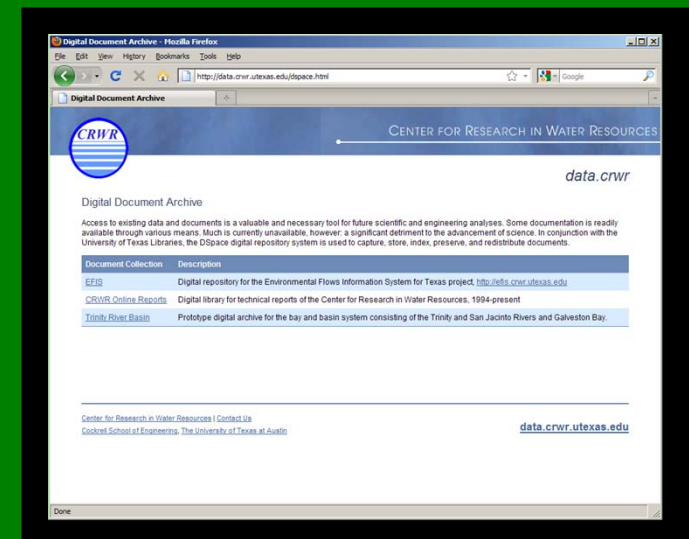 Digital Document Archive - Mozilla Firefox
File Edit View History Bookmarks Tools Help
http://data.crwr.utexas.edu/dspace.html
Google
Digital Document Archive
CRWR
CENTER FOR RESEARCH IN WATER RESOURCES
data.crwr
Digital Document Archive
Access to existing data and documents is a valuable and necessary tool for future scientific and engineering analyses. Some documentation is readily
available through various means. Much is currently unavailable, however: a significant detriment to the advancement of science. In conjunction with the
University of Texas Libraries, the DSpace digital repository system is used to capture, store, index, preserve, and redistribute documents.
Document Collection Description
EFIS Digital repository for the Environmental Flows Information System for Texas project, http://efis.crwr.utexas.edu
CRWR Online Reports Digital library for technical reports of the Center for Research in Water Resources, 1994-present
Trinity River Basin Prototype digital archive for the bay and basin system consisting of the Trinity and San Jacinto Rivers and Galveston Bay.
Center for Research in Water Resources | Contact Us
Cockrell School of Engineering, The University of Texas at Austin
data.crwr.utexas.edu
Done